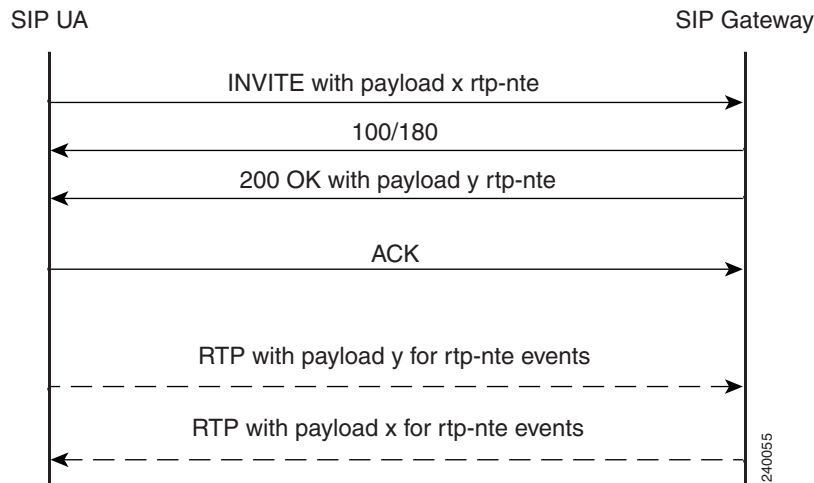 SIP UA
SIP Gateway
INVITE with payload x rtp-nte
100/180
200 OK with payload y rtp-nte
ACK
RTP with payload y for rtp-nte events
RTP with payload x for rtp-nte events
240055